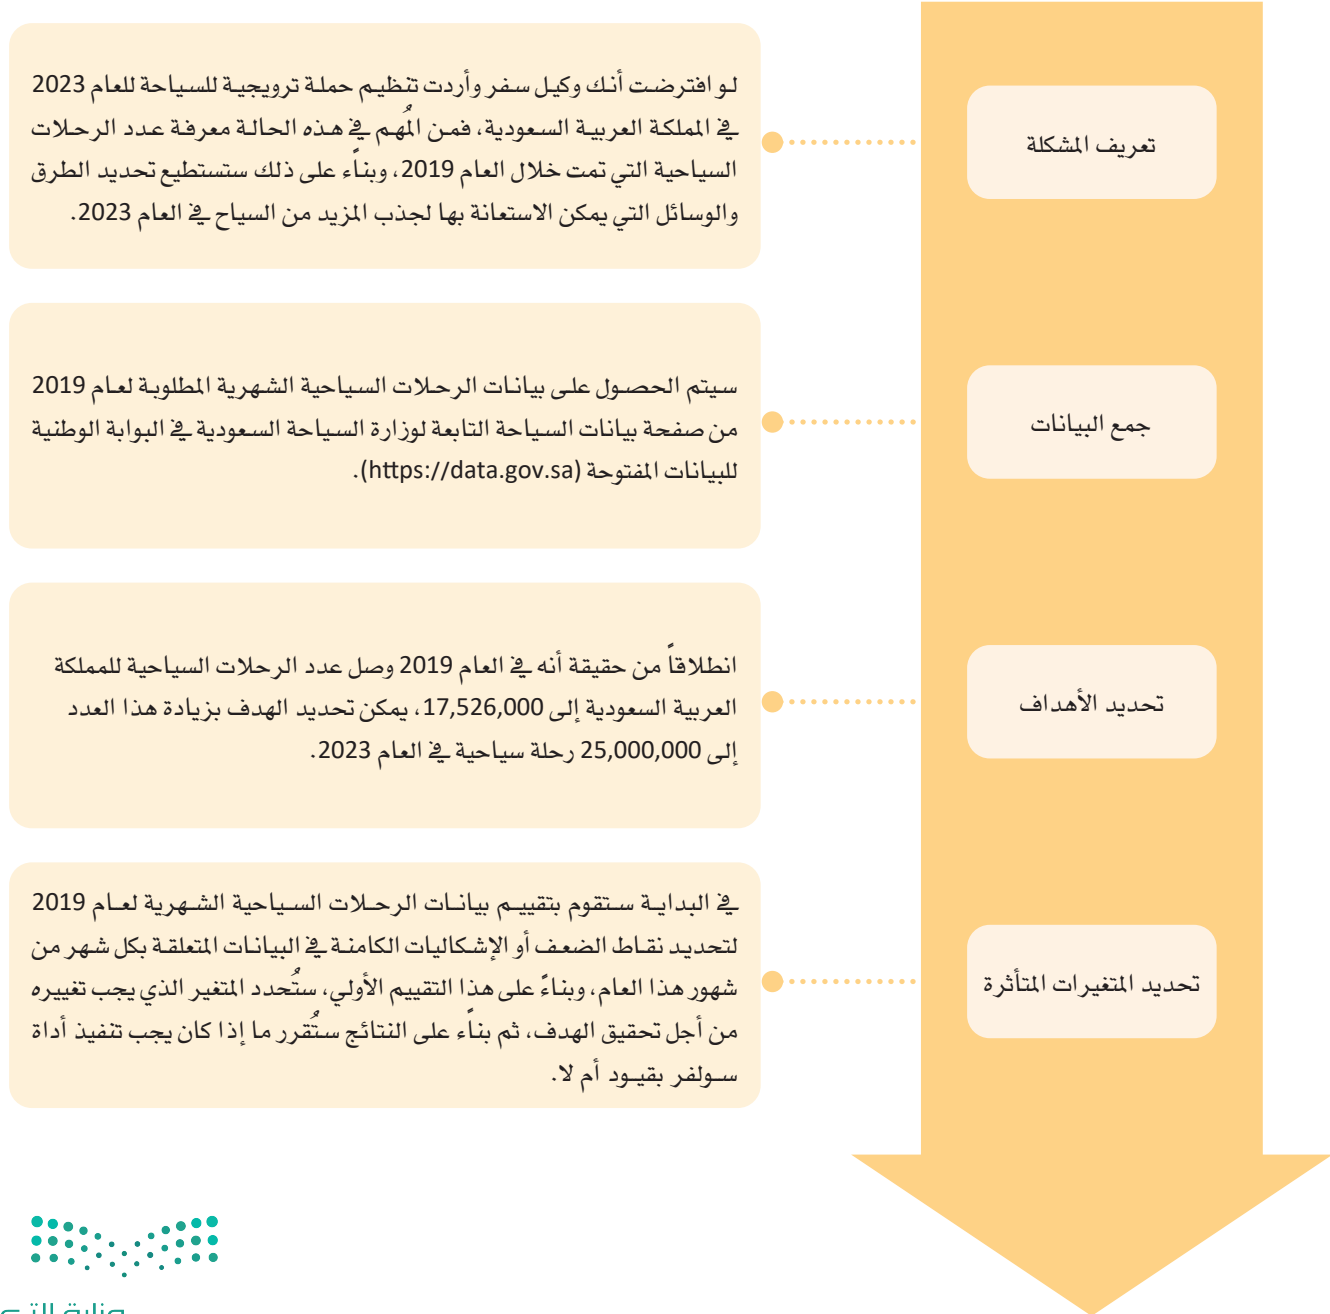 تعريف المشكلة
لو افترضت أنك وكيل سفر وأردت تنظيم حملة ترويجية للسياحة للعام 2023
في المملكة العربية السعودية، فمن المُهم في هذه الحالة معرفة عدد الرحلات
السياحية التي تمت خلال العام 2019، وبناًء على ذلك ستستطيع تحديد الطرق
والوسائل التي يمكن الاستعانة بها لجذب المزيد من السياح في العام 2023.
جمع البيانات
سيتم الحصول على بيانات الرحلات السياحية الشهرية المطلوبة لعام 2019
من صفحة بيانات السياحة التابعة لوزارة السياحة السعودية في البوابة الوطنية
للبيانات المفتوحة (https://data.gov.sa).
تحديد الأهداف
انطلاقاً من حقيقة أنه في العام 2019 وصل عدد الرحلات السياحية للمملكة
العربية السعودية إلى 17,526,000، يمكن تحديد الهدف بزيادة هذا العدد
إلى 25,000,000 رحلة سياحية في العام 2023.
تحديد المتغيرات المتأثرة
في البداية ستقوم بتقييم بيانات الرحلات السياحية الشهرية لعام 2019
لتحديد نقاط الضعف أو الإشكاليات الكامنة في البيانات المتعلقة بكل شهر من
شهور هذا العام، وبناءً على هذا التقييم الأولي، ستُحدد المتغير الذي يجب تغييره
من أجل تحقيق الهدف، ثم بناًء على النتائج ستُقرر ما إذا كان يجب تنفيذ أداة
سولفر بقيود أم لا.